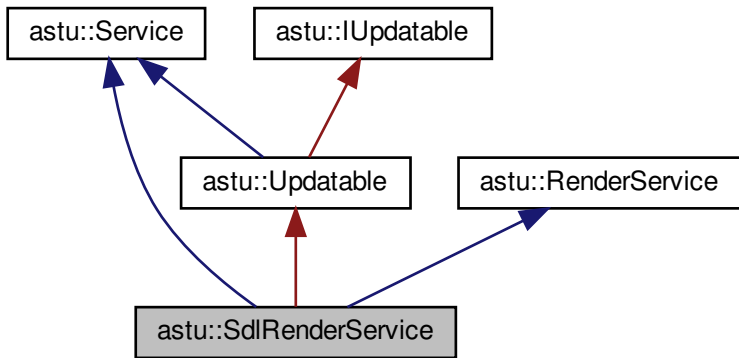 astu::Service
astu::IUpdatable
astu::Updatable
astu::RenderService
astu::SdlRenderService